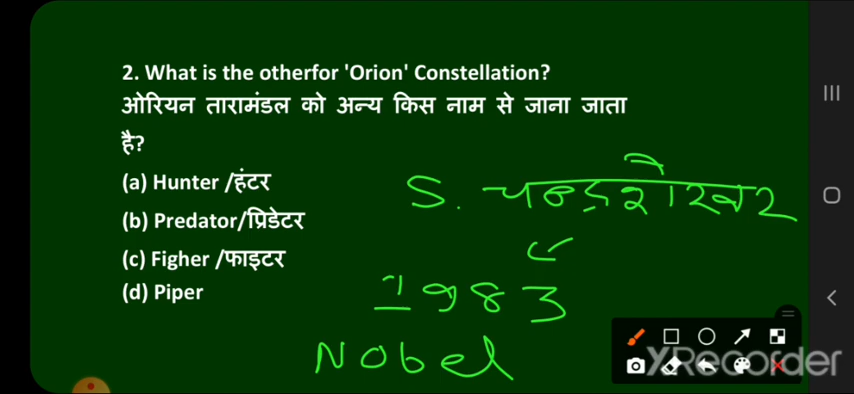 2. What is the otherfor 'Orion' Constellation?
ओरियन तारामंडल को अन्य किस नाम से जाना जाता
है?
(a) Hunter /हंटर
(b) Predator/प्रिडेटर
(c) Figher /फाइटर
(d) Piper
S. चन्द्रशेखर
1983
Nobel
XRecorder